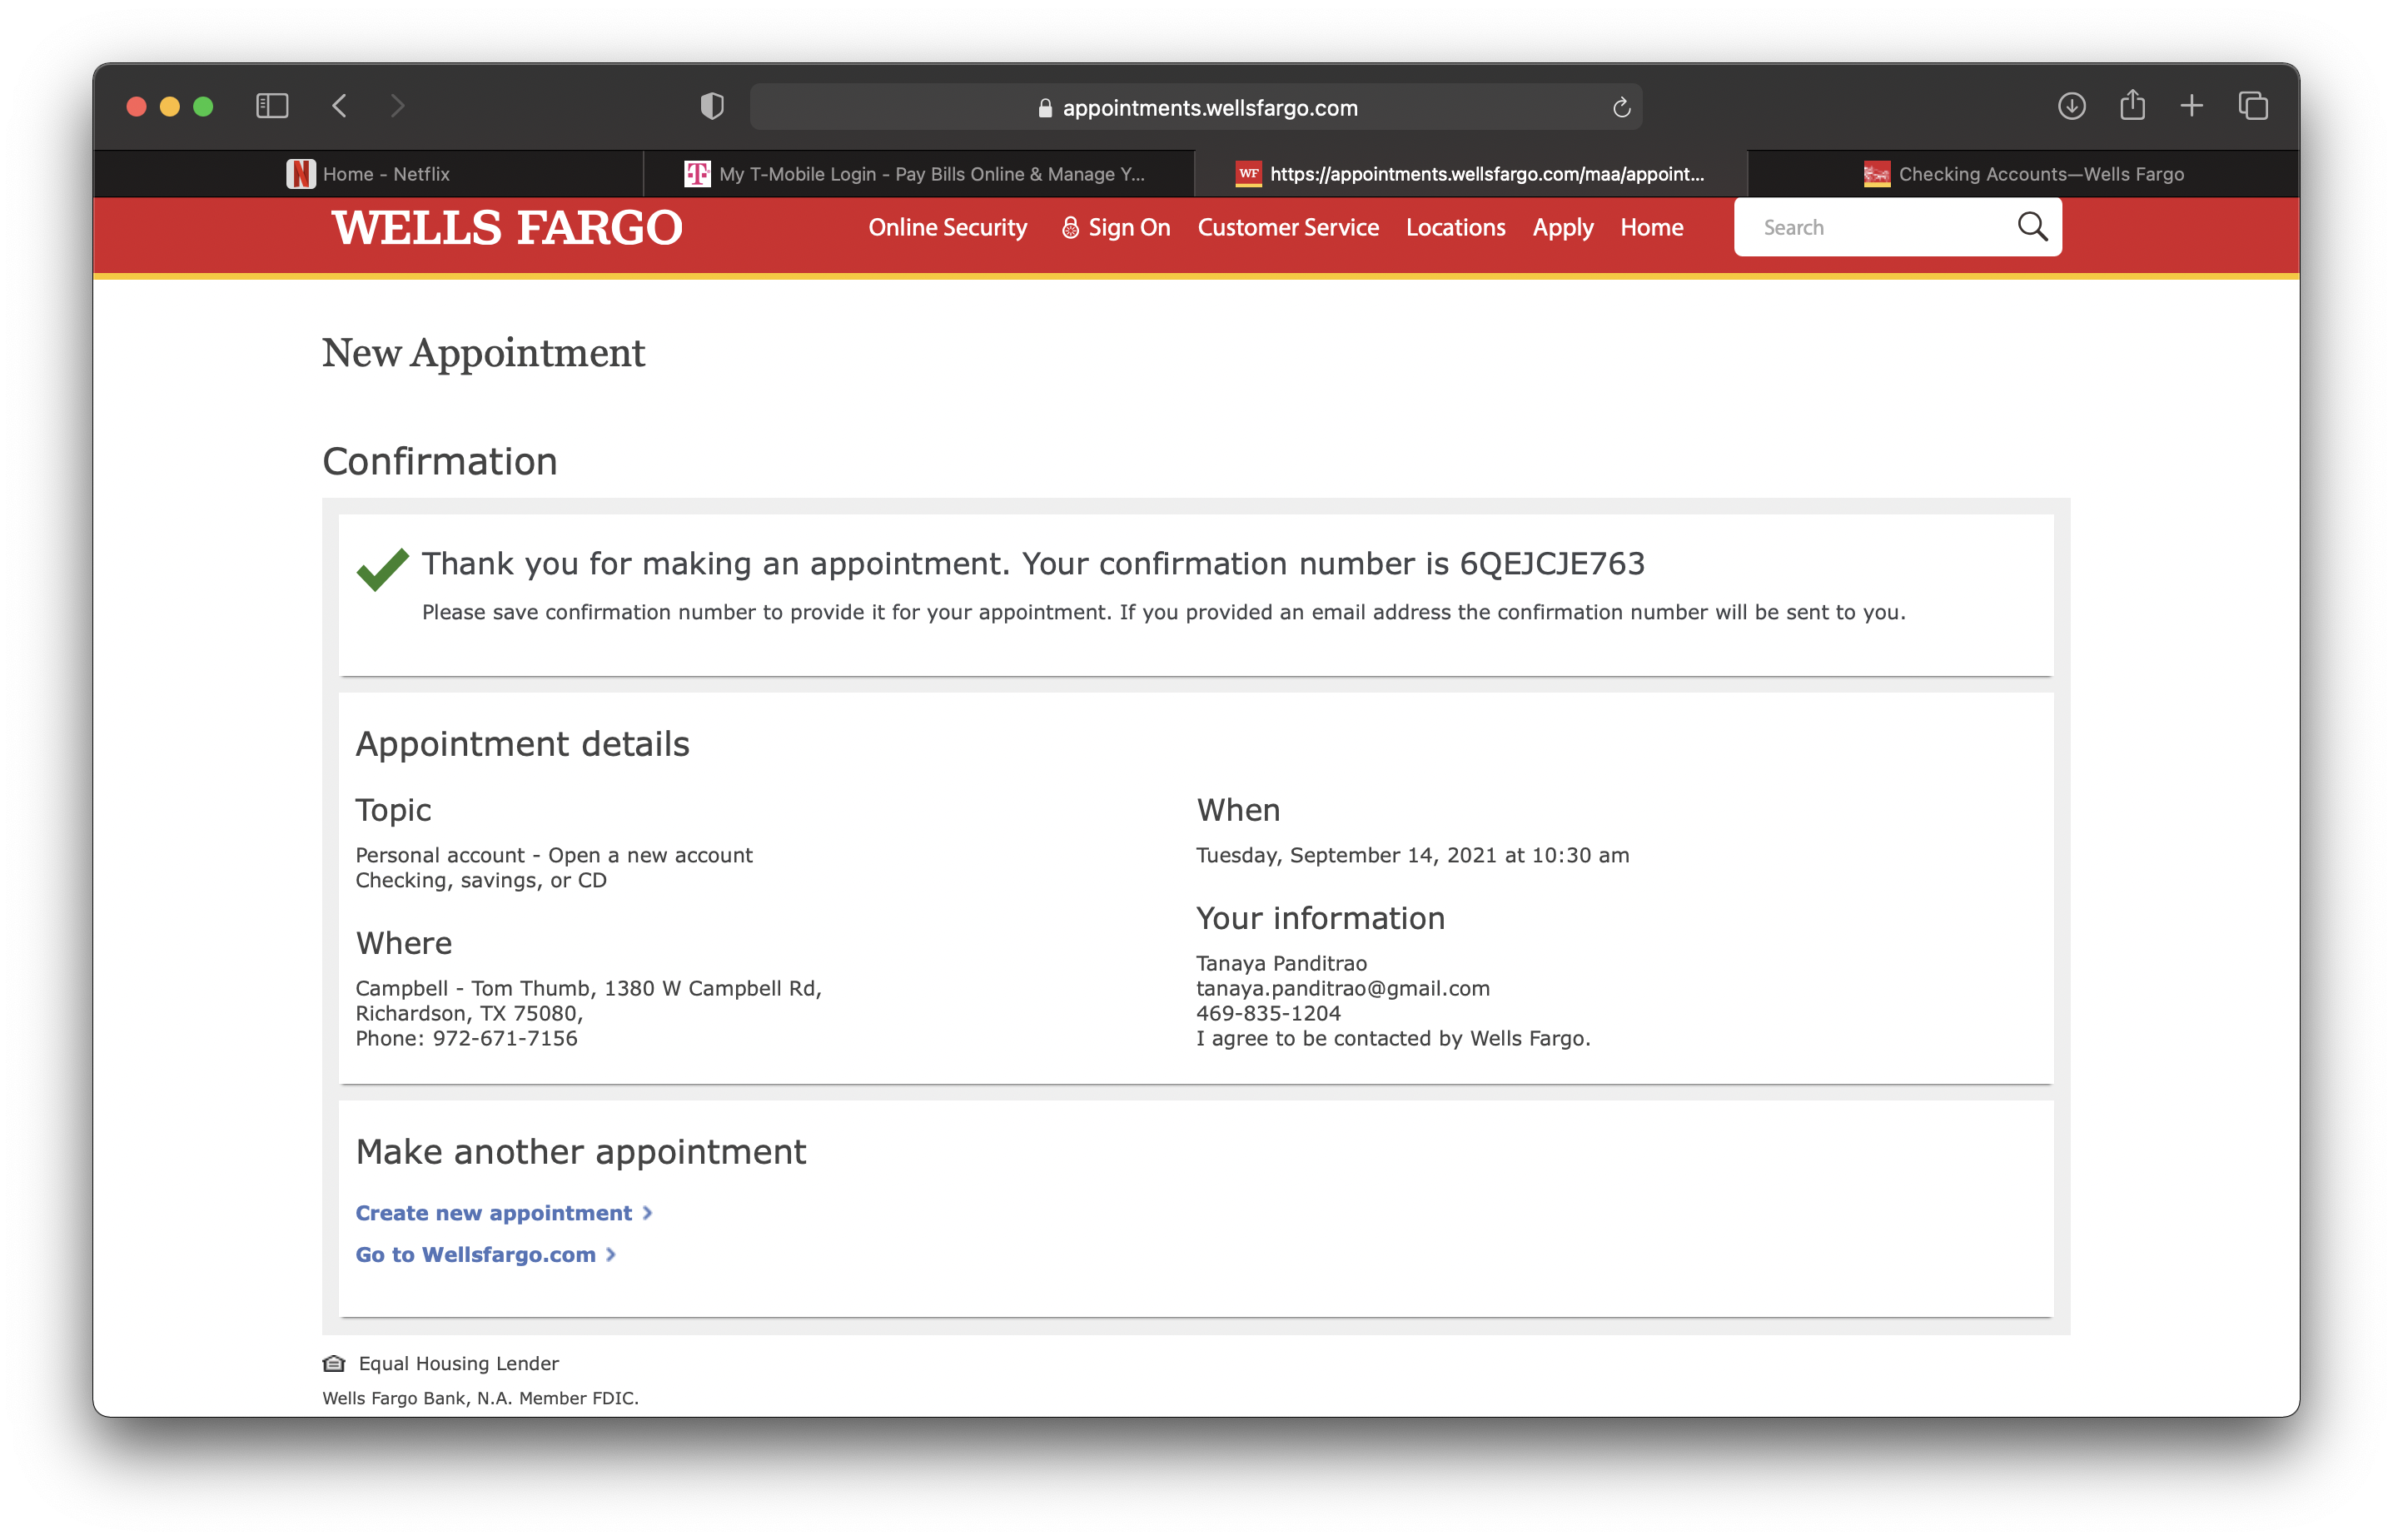 appointments.wellsfargo.com
Home - Netflix
My T-Mobile Login - Pay Bills Online & Manage Y...
WF https://appointments.wellsfargo.com/maa/appoint...
Checking Accounts—Wells Fargo
WELLS FARGO
Online Security
Sign On
Customer Service
Locations
Apply
Home
Search
New Appointment
Confirmation
Thank you for making an appointment. Your confirmation number is 6QEJCJE763
Please save confirmation number to provide it for your appointment. If you provided an email address the confirmation number will be sent to you.
Appointment details
Topic
Personal account - Open a new account
Checking, savings, or CD
Where
Campbell - Tom Thumb, 1380 W Campbell Rd,
Richardson, TX 75080,
Phone: 972-671-7156
When
Tuesday, September 14, 2021 at 10:30 am
Your information
Tanaya Panditrao
tanaya.panditrao@gmail.com
469-835-1204
I agree to be contacted by Wells Fargo.
Make another appointment
Create new appointment
Go to Wellsfargo.com
Equal Housing Lender
Wells Fargo Bank, N.A. Member FDIC.